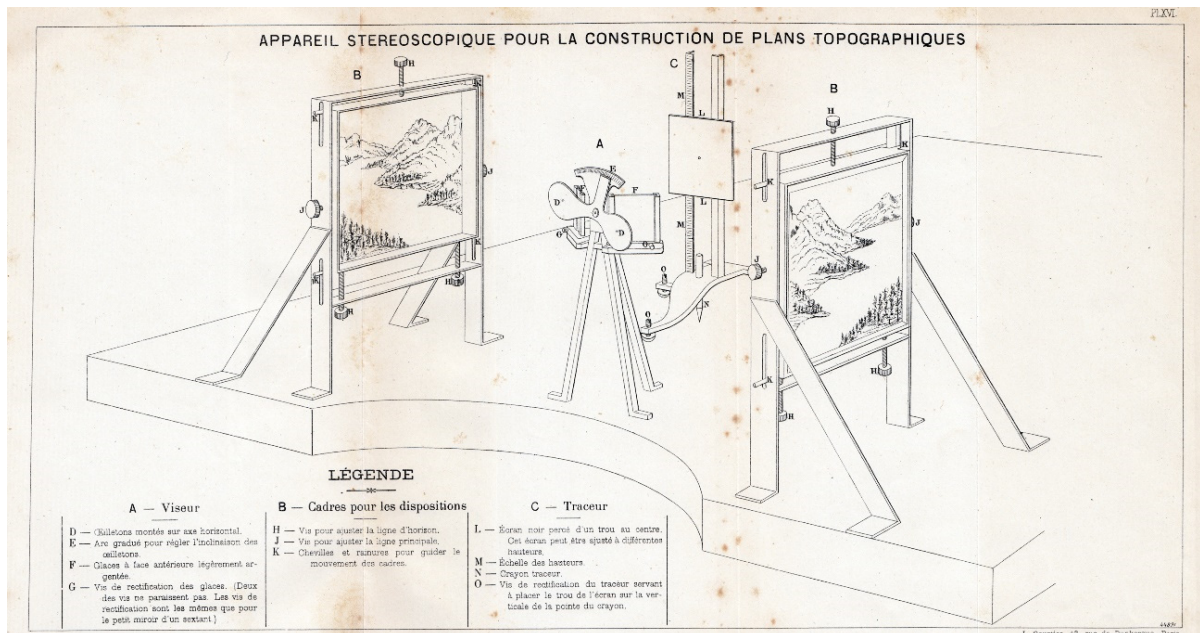 PL.XVI.
APPAREIL STEREOSCOPIQUE POUR LA CONSTRUCTION DE PLANS TOPOGRAPHIQUES
B
H
K
K
J
J
K
K
H
H
A
E
F
F
D
D
O
G
C
M
L
L
M
O
O
N
B
H
K
K
J
J
K
H
H
LÉGENDE
A — Viseur
D — Œilletons montés sur axe horizontal.
E — Arc gradué pour régler l'inclineison des
œilletons.
F — Glaces à face antérieure légèrement ar-
gentée.
G — Vis de rectification des glaces. (Deux
des vis ne paraissent pas. Les vis de
rectification sont les mêmes que pour
le petit miroir d'un sextant.)
B — Cadres pour les dispositions
H — Vis pour ajuster la ligne d'horison.
J — Vie pour ajuster la ligne principale.
K — Chevilles et rainures pour guider le
mouvement des cadres.
C — Traceur
L — Écran noir percé d'un trou au centre.
Cet écran peut être ajusté à différentes
hauteurs.
M — Échelle des hauteurs.
N — Crayon traceur.
O — Vis de rectification du traceur servant
à placer le trou de l'écran sur la ver-
ticale de la pointe du crayon.